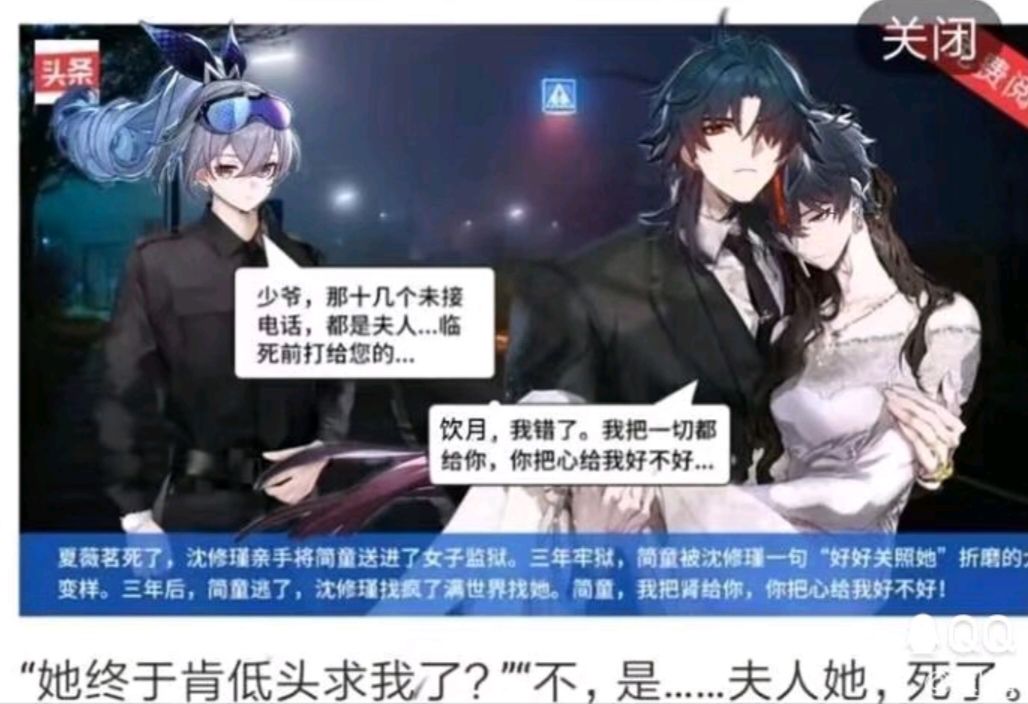 关闭
头条
费阅
少爷，那十几个未接
电话，都是夫人...临
死前打给您的...
饮月，我错了。我把一切都
给你，你把心给我好不好...
夏薇茗死了，沈修瑾亲手将简童送进了女子监狱。三年牢狱，简童被沈修瑾一句“好好关照她”折磨的
变样。三年后，简童逃了，沈修瑾找疯了满世界找她。简童，我把肾给你，你把心给我好不好！
QQ
“她终于肯低头求我了？”“不，是……夫人她，死了。